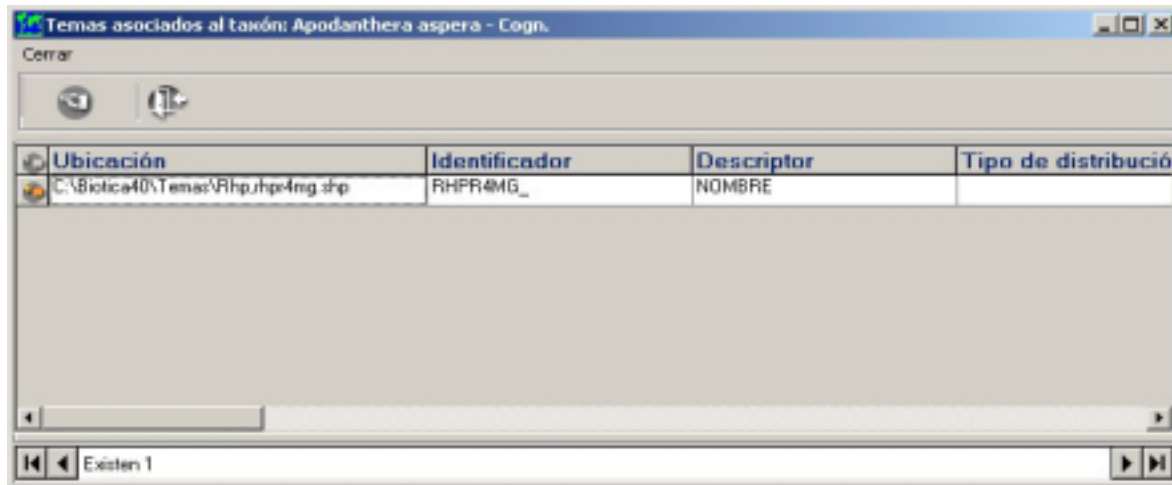 Temas asociados al taxón: Apodanthera aspera - Cogn.
Cerrar
Ubicación Identificador Descriptor Tipo de distribució
C:\Biotica40\Temas\Rhp,rhpr4mg.shp RHPR4MG_ NOMBRE
Existen 1